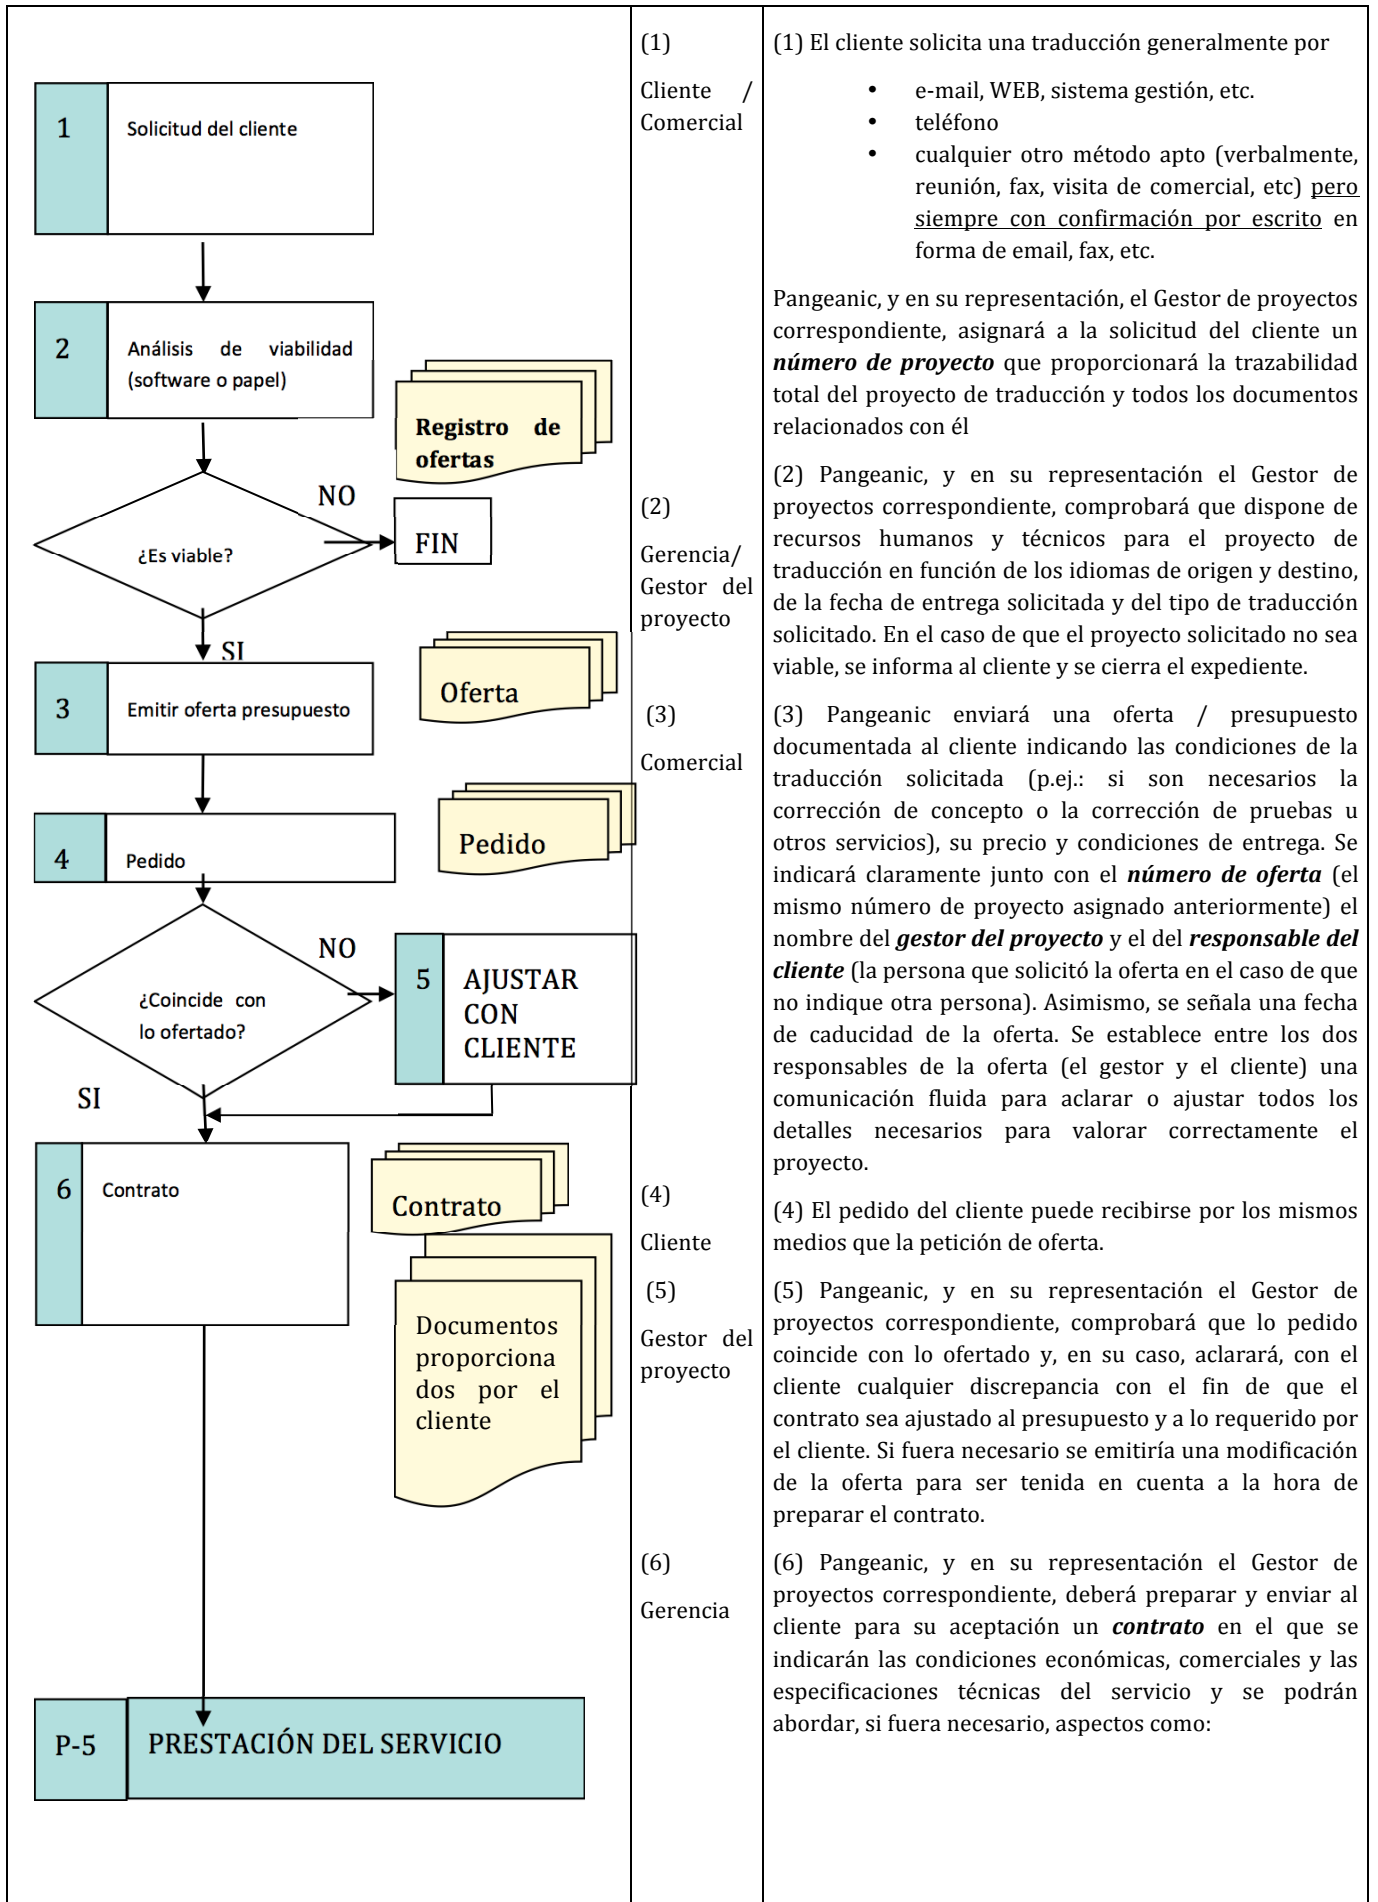 1
Solicitud del cliente
2
Análisis de viabilidad
(software o papel)
Registro de
ofertas
NO
¿Es viable?
FIN
SI
3
Emitir oferta presupuesto
Oferta
4
Pedido
Pedido
NO
¿Coincide con
lo ofertado?
5
AJUSTAR
CON
CLIENTE
SI
6
Contrato
Contrato
Documentos
proporciona
dos por el
cliente
P-5
PRESTACIÓN DEL SERVICIO
(1)
Cliente /
Comercial
(2)
Gerencia/
Gestor del
proyecto
(3)
Comercial
(4)
Cliente
(5)
Gestor del
proyecto
(6)
Gerencia
(1) El cliente solicita una traducción generalmente por
• e-mail, WEB, sistema gestión, etc.
• teléfono
• cualquier otro método apto (verbalmente,
reunión, fax, visita de comercial, etc) pero
siempre con confirmación por escrito en
forma de email, fax, etc.
Pangeanic, y en su representación, el Gestor de proyectos
correspondiente, asignará a la solicitud del cliente un
número de proyecto que proporcionará la trazabilidad
total del proyecto de traducción y todos los documentos
relacionados con él
(2) Pangeanic, y en su representación el Gestor de
proyectos correspondiente, comprobará que dispone de
recursos humanos y técnicos para el proyecto de
traducción en función de los idiomas de origen y destino,
de la fecha de entrega solicitada y del tipo de traducción
solicitado. En el caso de que el proyecto solicitado no sea
viable, se informa al cliente y se cierra el expediente.
(3) Pangeanic enviará una oferta / presupuesto
documentada al cliente indicando las condiciones de la
traducción solicitada (p.ej.: si son necesarios la
corrección de concepto o la corrección de pruebas u
otros servicios), su precio y condiciones de entrega. Se
indicará claramente junto con el número de oferta (el
mismo número de proyecto asignado anteriormente) el
nombre del gestor del proyecto y el del responsable del
cliente (la persona que solicitó la oferta en el caso de que
no indique otra persona). Asimismo, se señala una fecha
de caducidad de la oferta. Se establece entre los dos
responsables de la oferta (el gestor y el cliente) una
comunicación fluida para aclarar o ajustar todos los
detalles necesarios para valorar correctamente el
proyecto.
(4) El pedido del cliente puede recibirse por los mismos
medios que la petición de oferta.
(5) Pangeanic, y en su representación el Gestor de
proyectos correspondiente, comprobará que lo pedido
coincide con lo ofertado y, en su caso, aclarará, con el
cliente cualquier discrepancia con el fin de que el
contrato sea ajustado al presupuesto y a lo requerido por
el cliente. Si fuera necesario se emitiría una modificación
de la oferta para ser tenida en cuenta a la hora de
preparar el contrato.
(6) Pangeanic, y en su representación el Gestor de
proyectos correspondiente, deberá preparar y enviar al
cliente para su aceptación un contrato en el que se
indicarán las condiciones económicas, comerciales y las
especificaciones técnicas del servicio y se podrán
abordar, si fuera necesario, aspectos como: